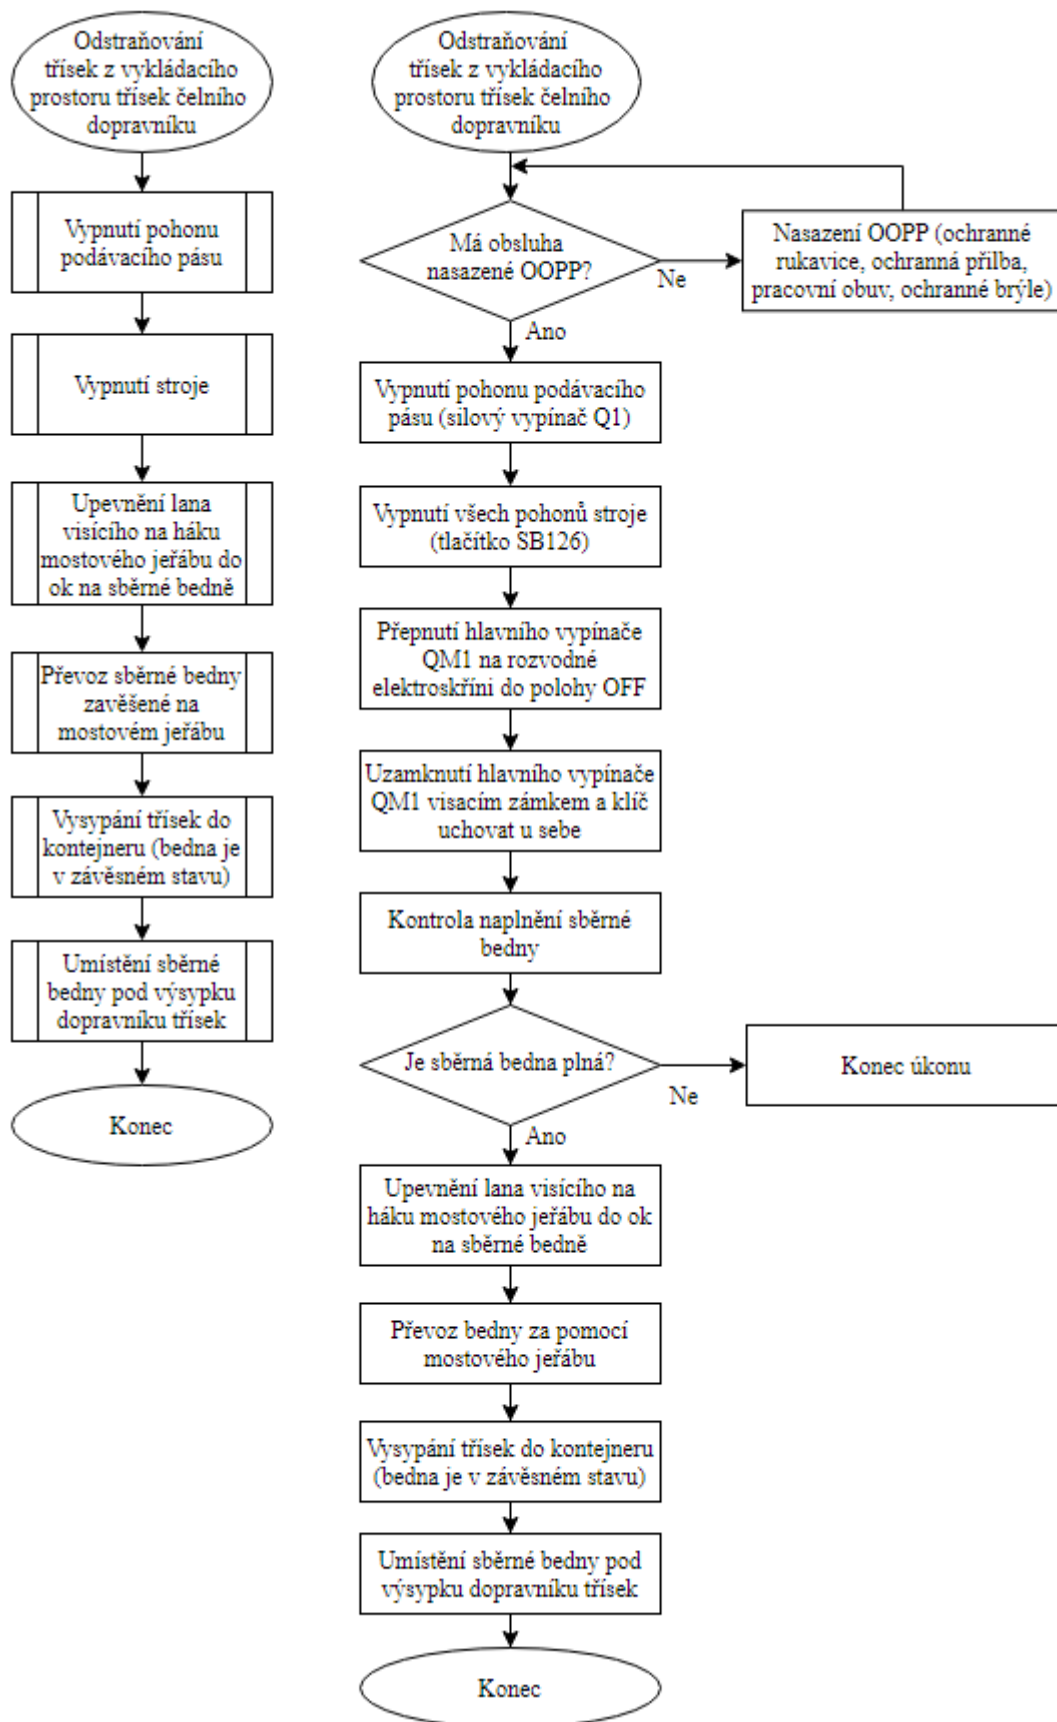 Odstraňování
třísek z vykládacího
prostoru třísek čelního
dopravníku
Vypnutí pohonu
podávacího pásu
Vypnutí stroje
Upevnění lana
visícího na háku
mostového jeřábu do
ok na sběrné bedně
Převoz sběrné bedny
zavěšené na
mostovém jeřábu
Vysypání třísek do
kontejneru (bedna je
v závěsném stavu)
Umístění sběrné
bedny pod výsypku
dopravníku třísek
Konec
Odstraňování
třísek z vykládacího
prostoru třísek čelního
dopravníku
Má obsluha
nasazené OOPP?
Ne
Nasazení OOPP (ochranné
rukavice, ochranná přilba,
pracovní obuv, ochranné brýle)
Ano
Vypnutí pohonu podávacího
pásu (silový vypínač Q1)
Vypnutí všech pohonů stroje
(tlačítko SB126)
Přepnutí hlavního vypínače
QM1 na rozvodné
elektroskříni do polohy OFF
Uzamknutí hlavního vypínače
QM1 visacím zámkem a klíč
uchovat u sebe
Kontrola naplnění sběrné
bedny
Je sběrná bedna plná?
Ne
Konec úkonu
Ano
Upevnění lana visícího na
háku mostového jeřábu do ok
na sběrné bedně
Převoz bedny za pomocí
mostového jeřábu
Vysypání třísek do kontejneru
(bedna je v závěsném stavu)
Umístění sběrné bedny pod
výsypku dopravníku třísek
Konec